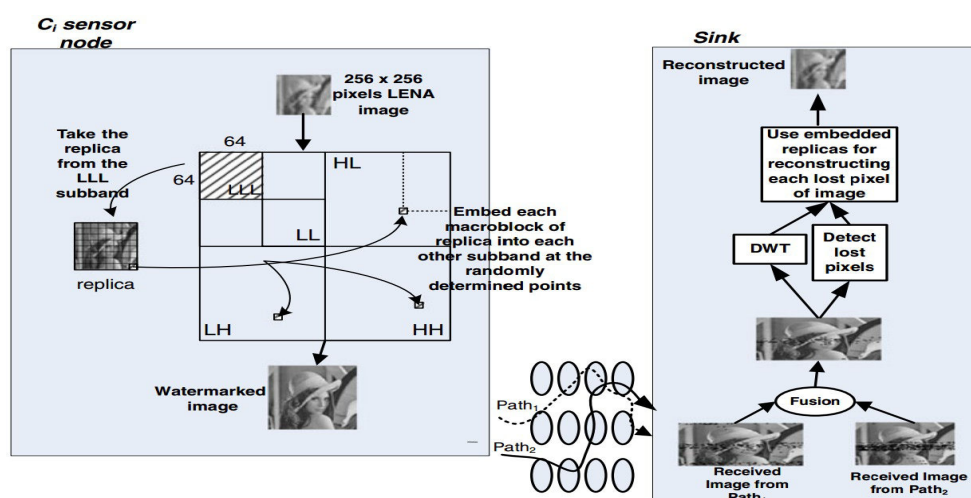 Cᵢ sensor
node
256 x 256
pixels LENA
image
Take the
replica
from the
LLL
subband
64
64
LLL
HL
LL
LH
HH
replica
Embed each
macroblock of
replica into each
other subband at the
randomly
determined points
Watermarked
image
Path₁
Path₂
Sink
Reconstructed
image
Use embedded
replicas for
reconstructing
each lost pixel
of image
DWT
Detect
lost
pixels
Fusion
Received
Image from
Path₁
Received Image
from Path₂